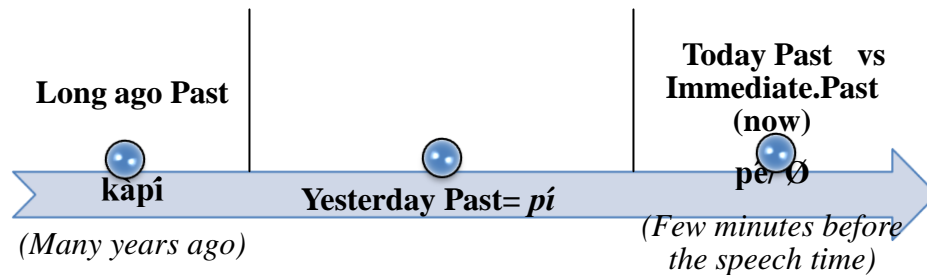 Long ago Past
kàpí
(Many years ago)
Yesterday Past= pí
Today Past vs
Immediate.Past
(now)
pé/ Ø
(Few minutes before
the speech time)